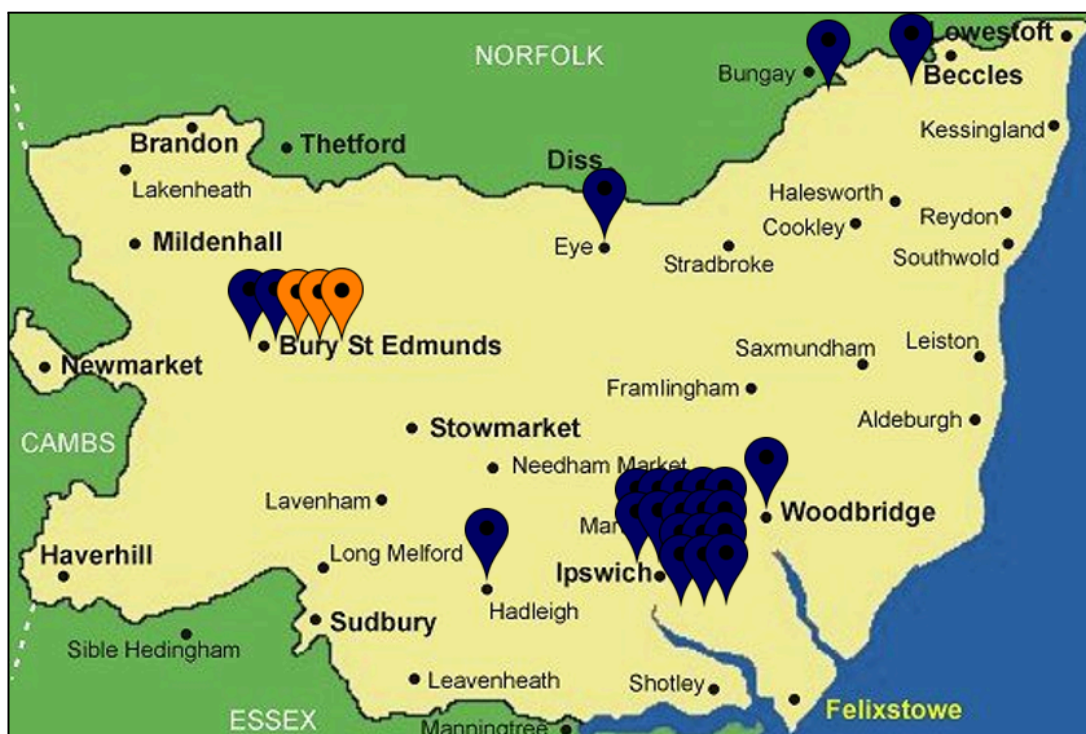 NORFOLK
Lowestoft
Bungay
Beccles
Brandon
Thetford
Kessingland
Diss
Lakenheath
Halesworth
Reydon
Cookley
Mildenhall
Eye
Stradbroke
Southwold
Bury St Edmunds
Saxmundham
Leiston
Newmarket
Framlingham
Aldeburgh
Stowmarket
CAMBS
Needham Market
Lavenham
Woodbridge
Haverhill
Long Melford
Ipswich
Hadleigh
Sudbury
Sible Hedingham
Leavenheath
Shotley
Felixstowe
ESSEX
Manningtree